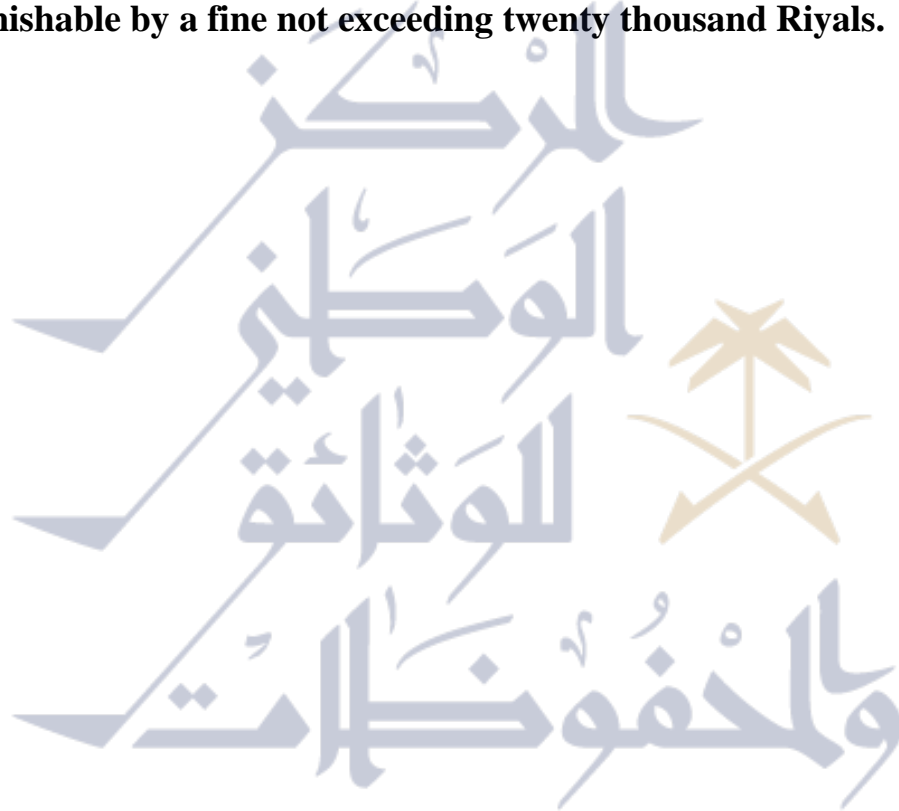 nishable by a fine not exceeding twenty thousand Riyals.
المركز
الوطني
للوثائق
والمحفوظات